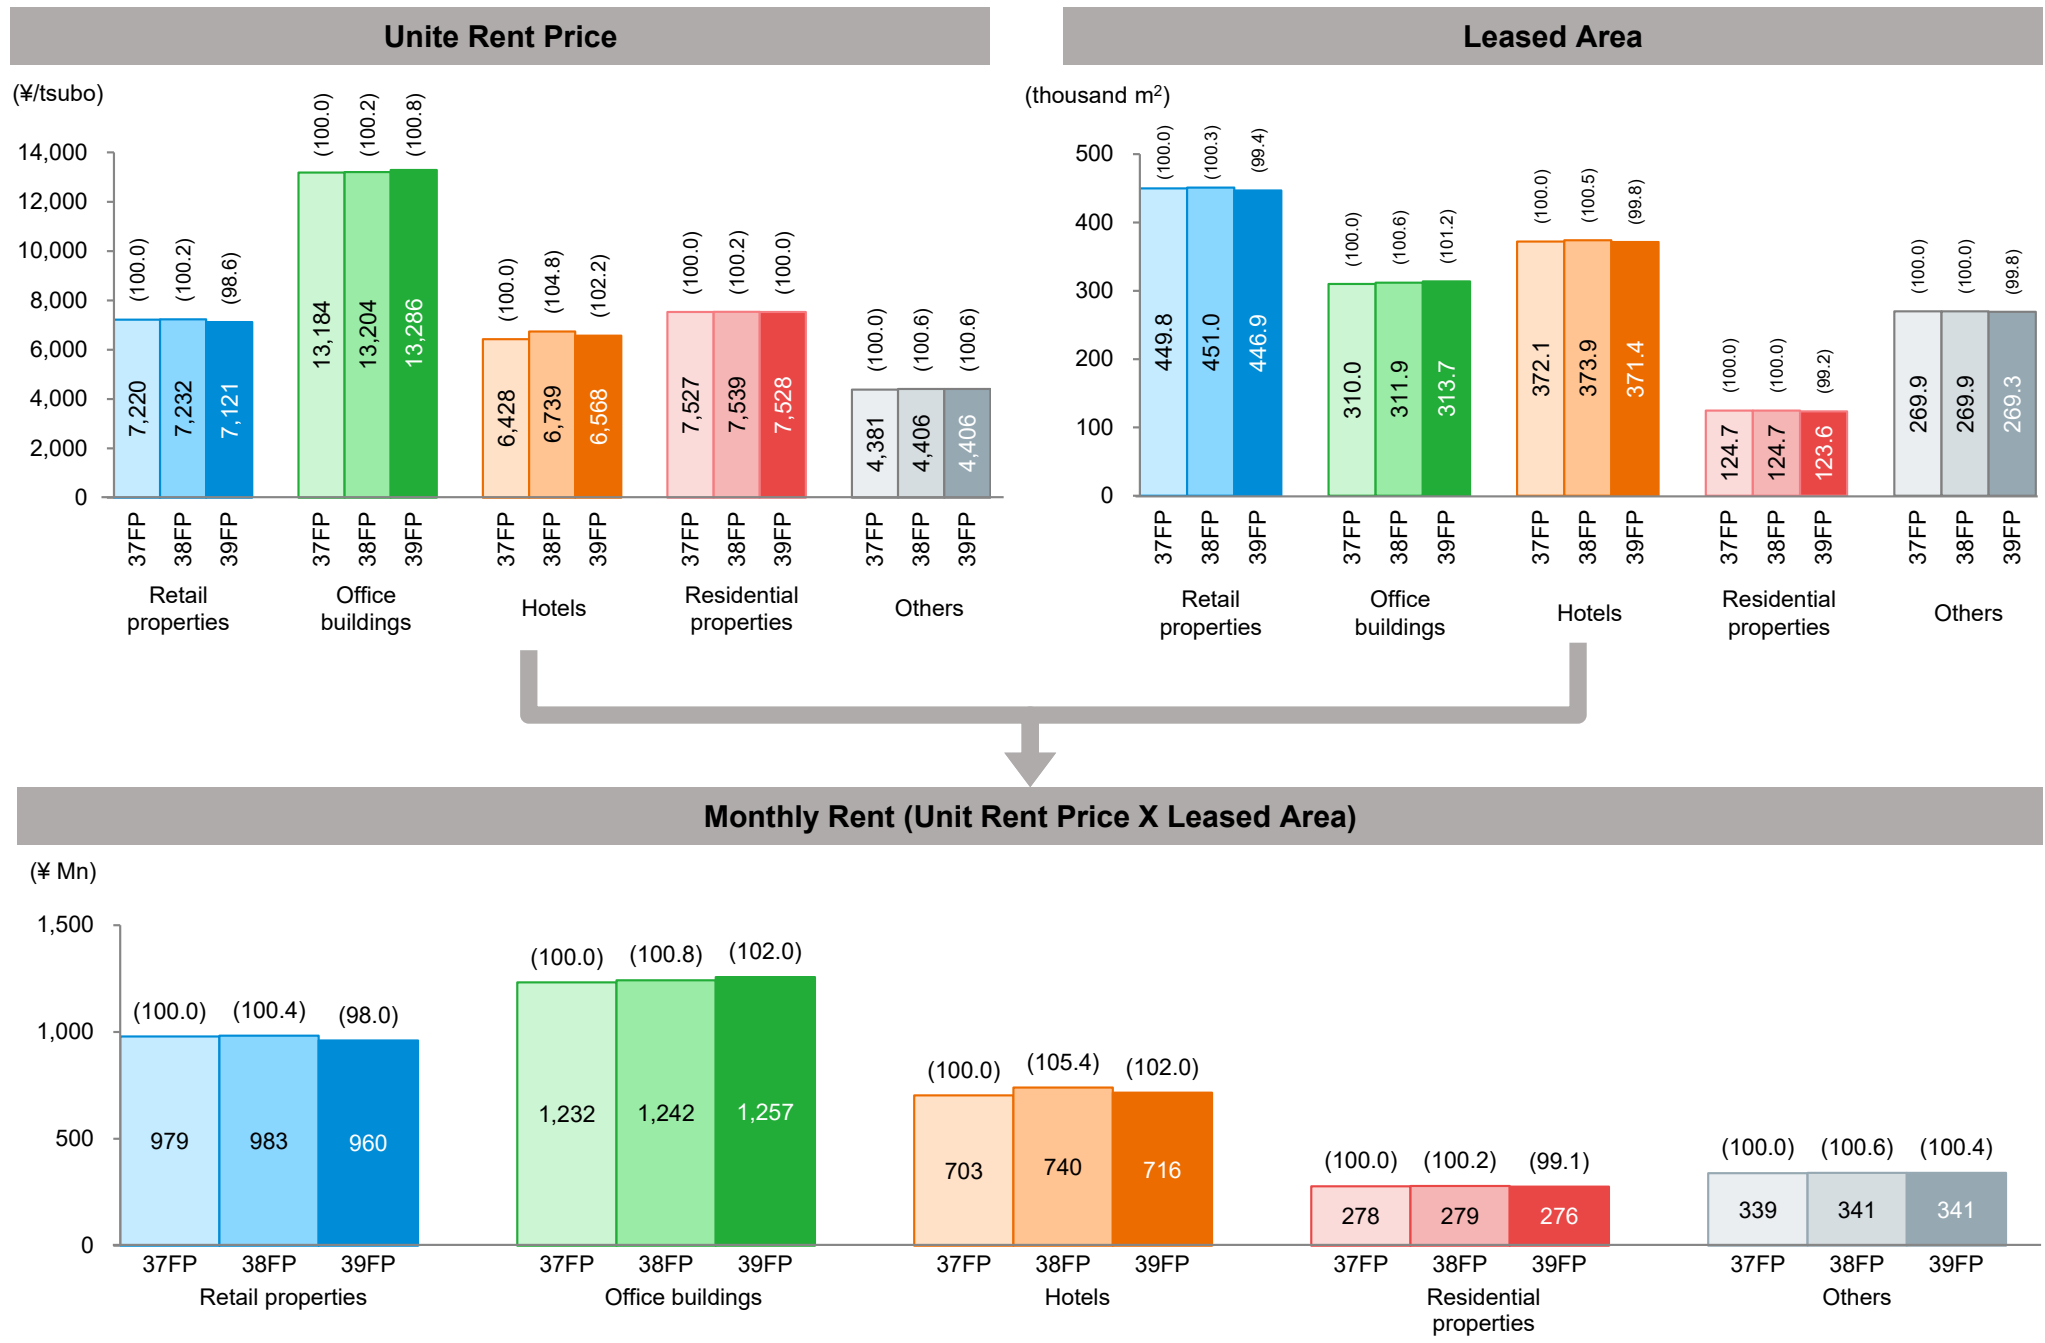 Unite Rent Price
(¥/tsubo)
14,000
12,000
10,000
8,000
6,000
4,000
2,000
0
(100.0)
(100.2)
(98.6)
(100.0)
(100.2)
(100.8)
(100.0)
(104.8)
(102.2)
(100.0)
(100.2)
(100.0)
(100.0)
(100.6)
(100.6)
7,220
7,232
7,121
13,184
13,204
13,286
6,428
6,739
6,568
7,527
7,539
7,528
4,381
4,406
4,406
37FP
38FP
39FP
37FP
38FP
39FP
37FP
38FP
39FP
37FP
38FP
39FP
37FP
38FP
39FP
Retail
properties
Office
buildings
Hotels
Residential
properties
Others
Leased Area
(thousand m²)
500
400
300
200
100
0
(100.0)
(100.3)
(99.4)
(100.0)
(100.6)
(101.2)
(100.0)
(100.5)
(99.8)
(100.0)
(100.0)
(99.2)
(100.0)
(100.0)
(99.8)
449.8
451.0
446.9
310.0
311.9
313.7
372.1
373.9
371.4
124.7
124.7
123.6
269.9
269.9
269.3
37FP
38FP
39FP
37FP
38FP
39FP
37FP
38FP
39FP
37FP
38FP
39FP
37FP
38FP
39FP
Retail
properties
Office
buildings
Hotels
Residential
properties
Others
Monthly Rent (Unit Rent Price X Leased Area)
(¥ Mn)
1,500
1,000
500
0
(100.0)
(100.4)
(98.0)
(100.0)
(100.8)
(102.0)
(100.0)
(105.4)
(102.0)
(100.0)
(100.2)
(99.1)
(100.0)
(100.6)
(100.4)
979
983
960
1,232
1,242
1,257
703
740
716
278
279
276
339
341
341
37FP
38FP
39FP
37FP
38FP
39FP
37FP
38FP
39FP
37FP
38FP
39FP
37FP
38FP
39FP
Retail properties
Office buildings
Hotels
Residential
properties
Others